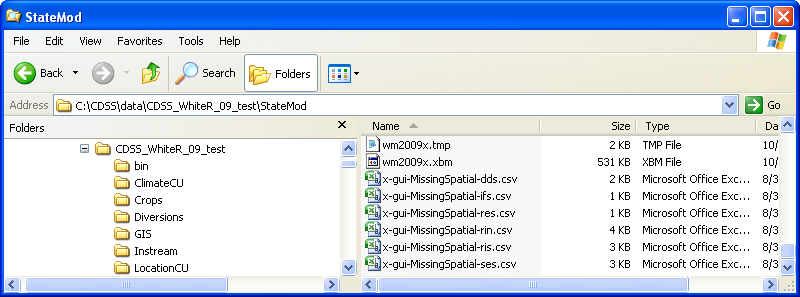 StateMod
File Edit View Favorites Tools Help
Back Search Folders
Address C:\CDSS\data\CDSS_WhiteR_09_test\StateMod Go
Folders
CDSS_WhiteR_09_test
bin
ClimateCU
Crops
Diversions
GIS
Instream
LocationCU
Name Size Type Da
wm2009x.tmp 2 KB TMP File 10/
wm2009x.xbm 531 KB XBM File 10/
x-gui-MissingSpatial-dds.csv 2 KB Microsoft Office Exc... 8/3
x-gui-MissingSpatial-ifs.csv 1 KB Microsoft Office Exc... 8/3
x-gui-MissingSpatial-res.csv 1 KB Microsoft Office Exc... 8/3
x-gui-MissingSpatial-rin.csv 4 KB Microsoft Office Exc... 8/3
x-gui-MissingSpatial-ris.csv 3 KB Microsoft Office Exc... 8/3
x-gui-MissingSpatial-ses.csv 3 KB Microsoft Office Exc... 8/3